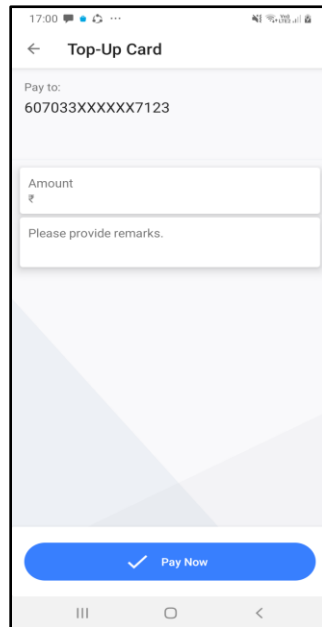 17:00
Top-Up Card
Pay to:
607033XXXXXX7123
Amount
₹
Please provide remarks.
Pay Now